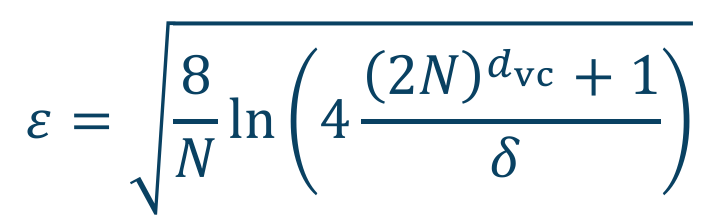 ε = √(8/N ln(4 ((2N)^{d_vc} + 1)/δ))